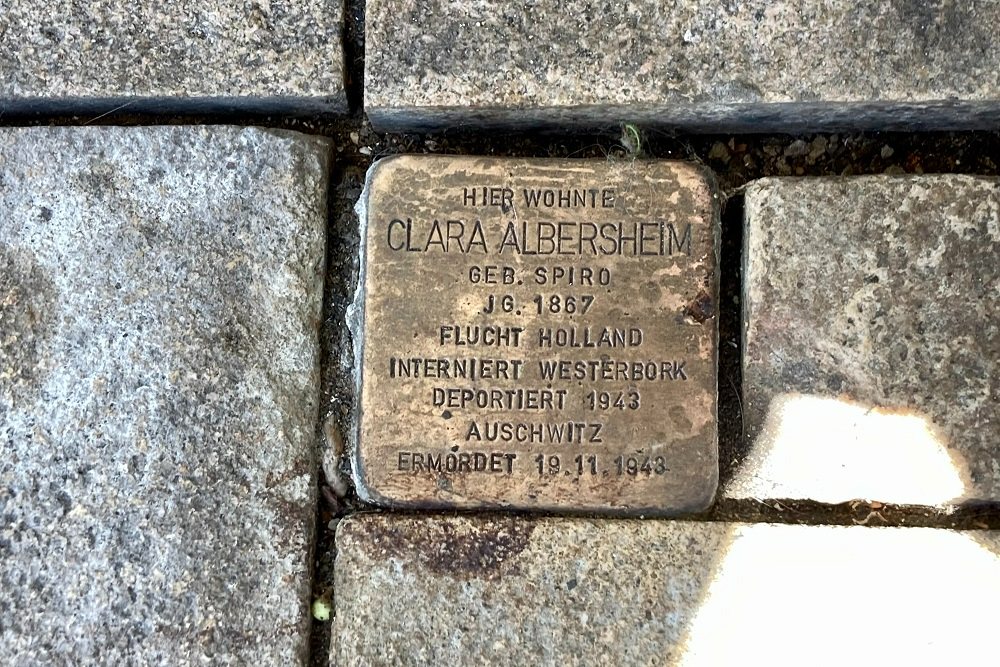 HIER WOHNTE
CLARA ALBERSHEIM
GEB. SPIRO
JG. 1867
FLUCHT HOLLAND
INTERNIERT WESTERBORK
DEPORTIERT 1943
AUSCHWITZ
ERMORDET 19.11.1943